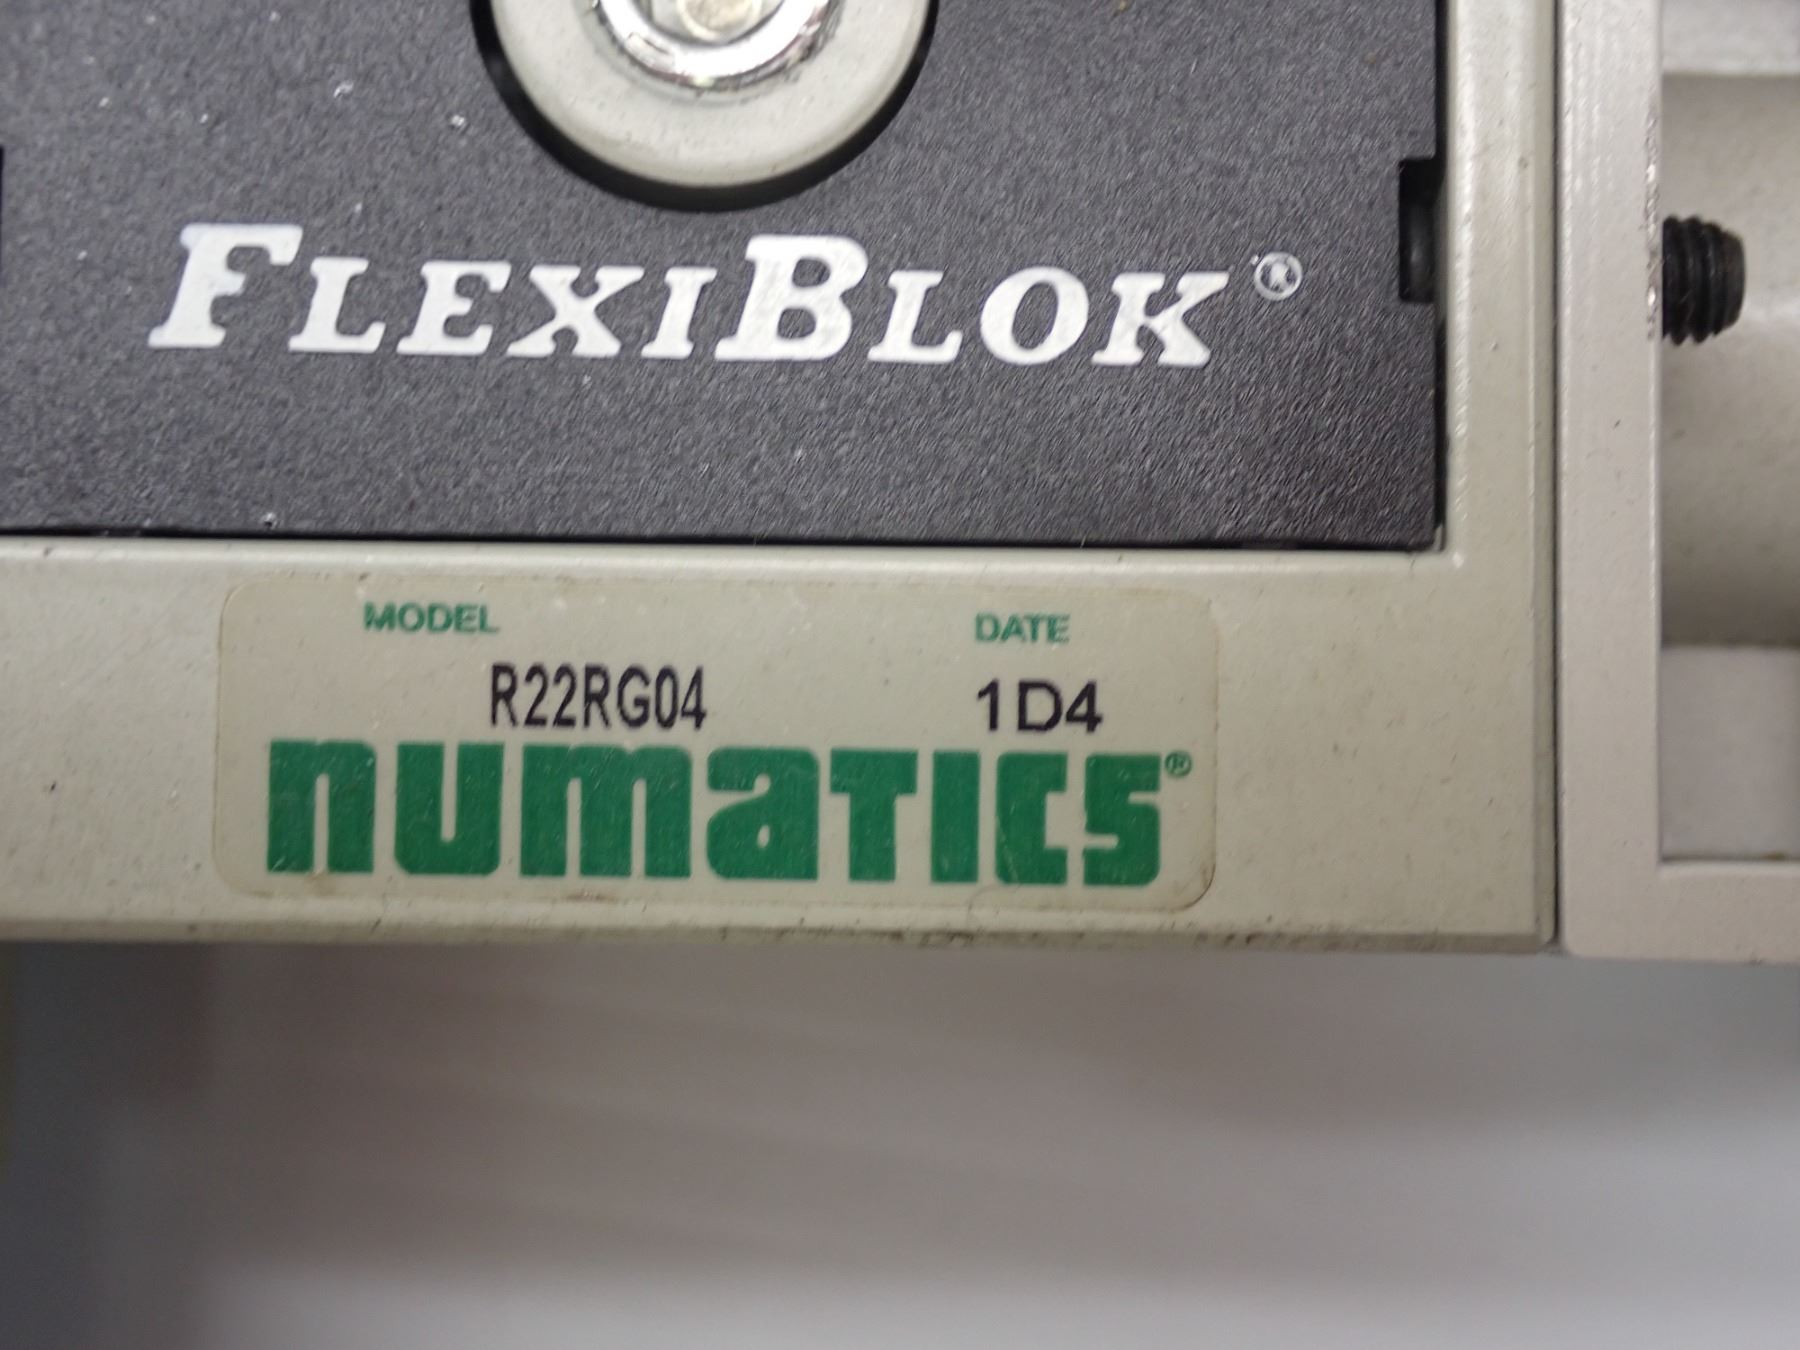 FLEXIBLOK®
MODEL DATE
R22RG04 1D4
numatics®